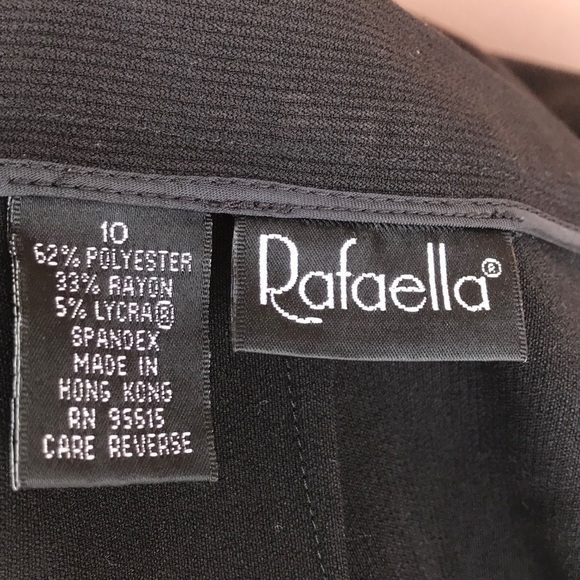 10
62% POLYESTER
33% RAYON
5% LYCRA®
SPANDEX
MADE IN
HONG KONG
RN 95615
CARE REVERSE
Rafaella®